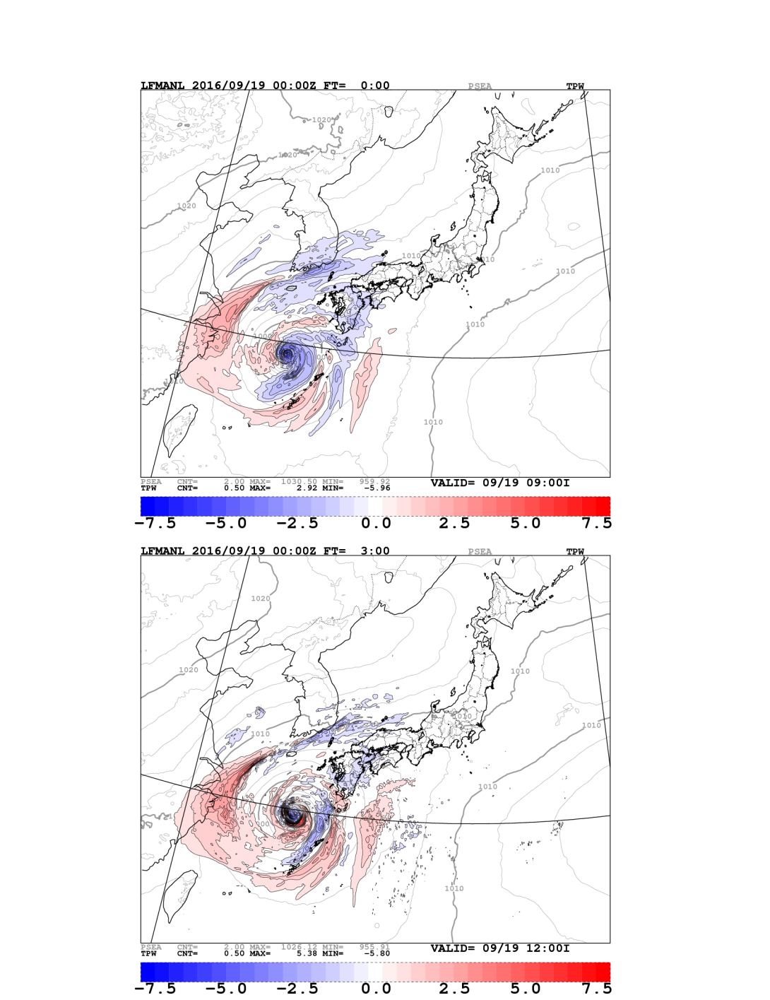 LFMANL 2016/09/19 00:00Z FT= 0:00 PSEA TPW
1020
1020
1010
1020
1010
1010
1010
1010
1000
1010
1010
PSEA CNT= 2.00 MAX= 1030.50 MIN= 959.92
TPW CNT= 0.50 MAX= 2.92 MIN= -5.96
VALID= 09/19 09:00I
-7.5 -5.0 -2.5 0.0 2.5 5.0 7.5
LFMANL 2016/09/19 00:00Z FT= 3:00 PSEA TPW
1020
1020
1010
1010
1010
1010
1010
1010
PSEA CNT= 2.00 MAX= 1026.12 MIN= 955.91
TPW CNT= 0.50 MAX= 5.38 MIN= -5.80
VALID= 09/19 12:00I
-7.5 -5.0 -2.5 0.0 2.5 5.0 7.5